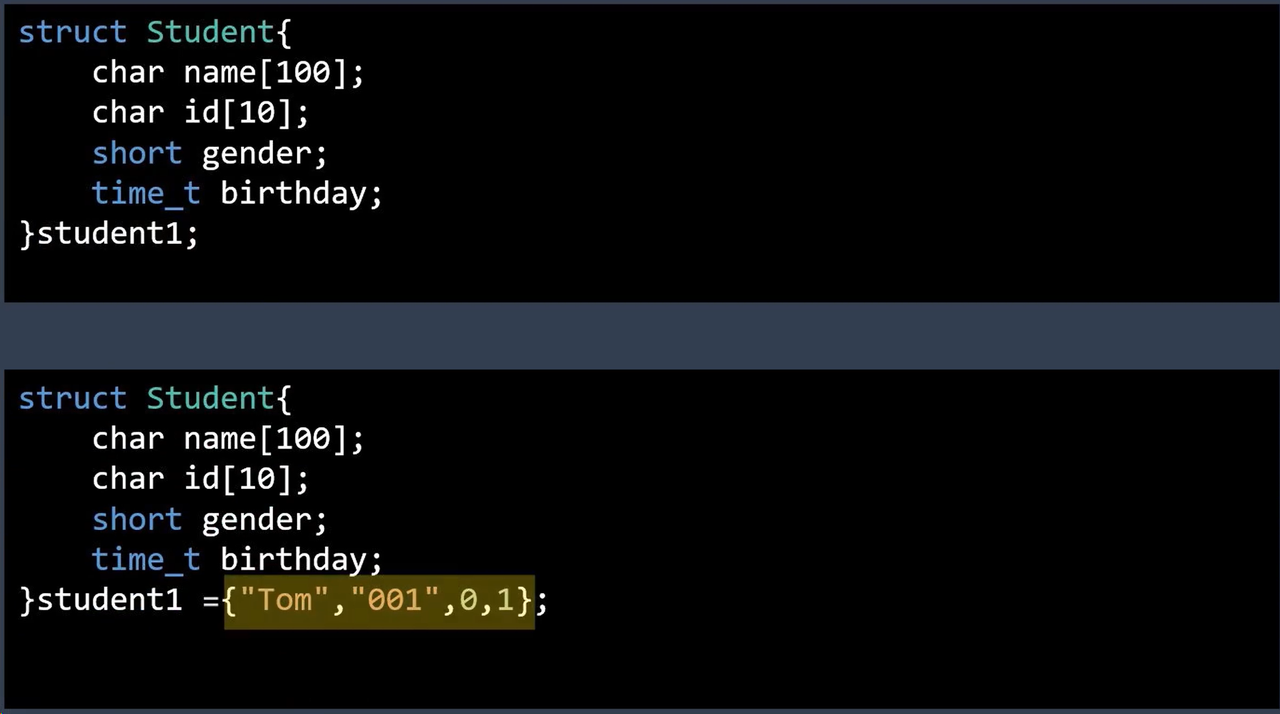 struct Student{
    char name[100];
    char id[10];
    short gender;
    time_t birthday;
}student1;
struct Student{
    char name[100];
    char id[10];
    short gender;
    time_t birthday;
}student1 ={"Tom","001",0,1};